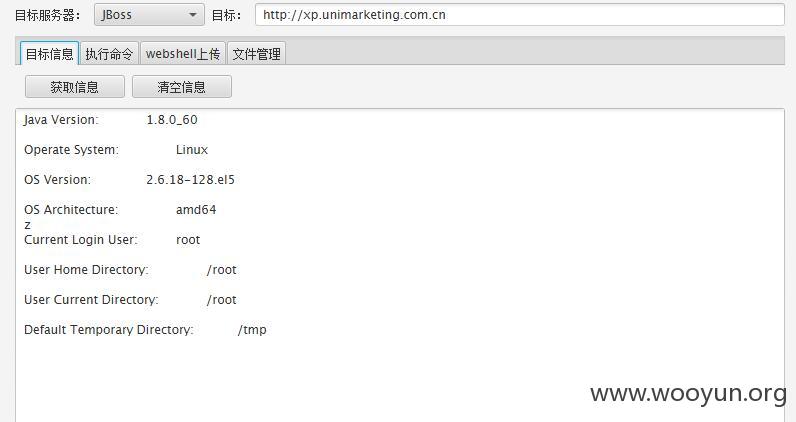 目标服务器: JBoss 目标: http://xp.unimarketing.com.cn
目标信息 执行命令 webshell上传 文件管理
获取信息 清空信息
Java Version: 1.8.0_60
Operate System: Linux
OS Version: 2.6.18-128.el5
OS Architecture: amd64
z
Current Login User: root
User Home Directory: /root
User Current Directory: /root
Default Temporary Directory: /tmp
www.wooyun.org